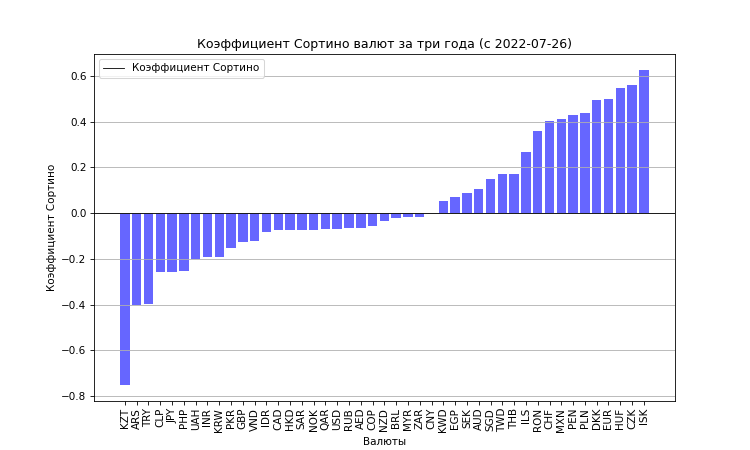 Коэффициент Сортино валют за три года (с 2022-07-26)
Коэффициент Сортино
Коэффициент Сортино
0.6
0.4
0.2
0.0
−0.2
−0.4
−0.6
−0.8
KZT
ARS
TRY
CLP
JPY
PHP
UAH
INR
KRW
PKR
GBP
VND
IDR
CAD
HKD
SAR
NOK
QAR
USD
RUB
AED
COP
NZD
BRL
MYR
ZAR
CNY
KWD
EGP
SEK
AUD
SGD
TWD
THB
ILS
RON
CHF
MXN
PEN
PLN
DKK
EUR
HUF
CZK
ISK
Валюты